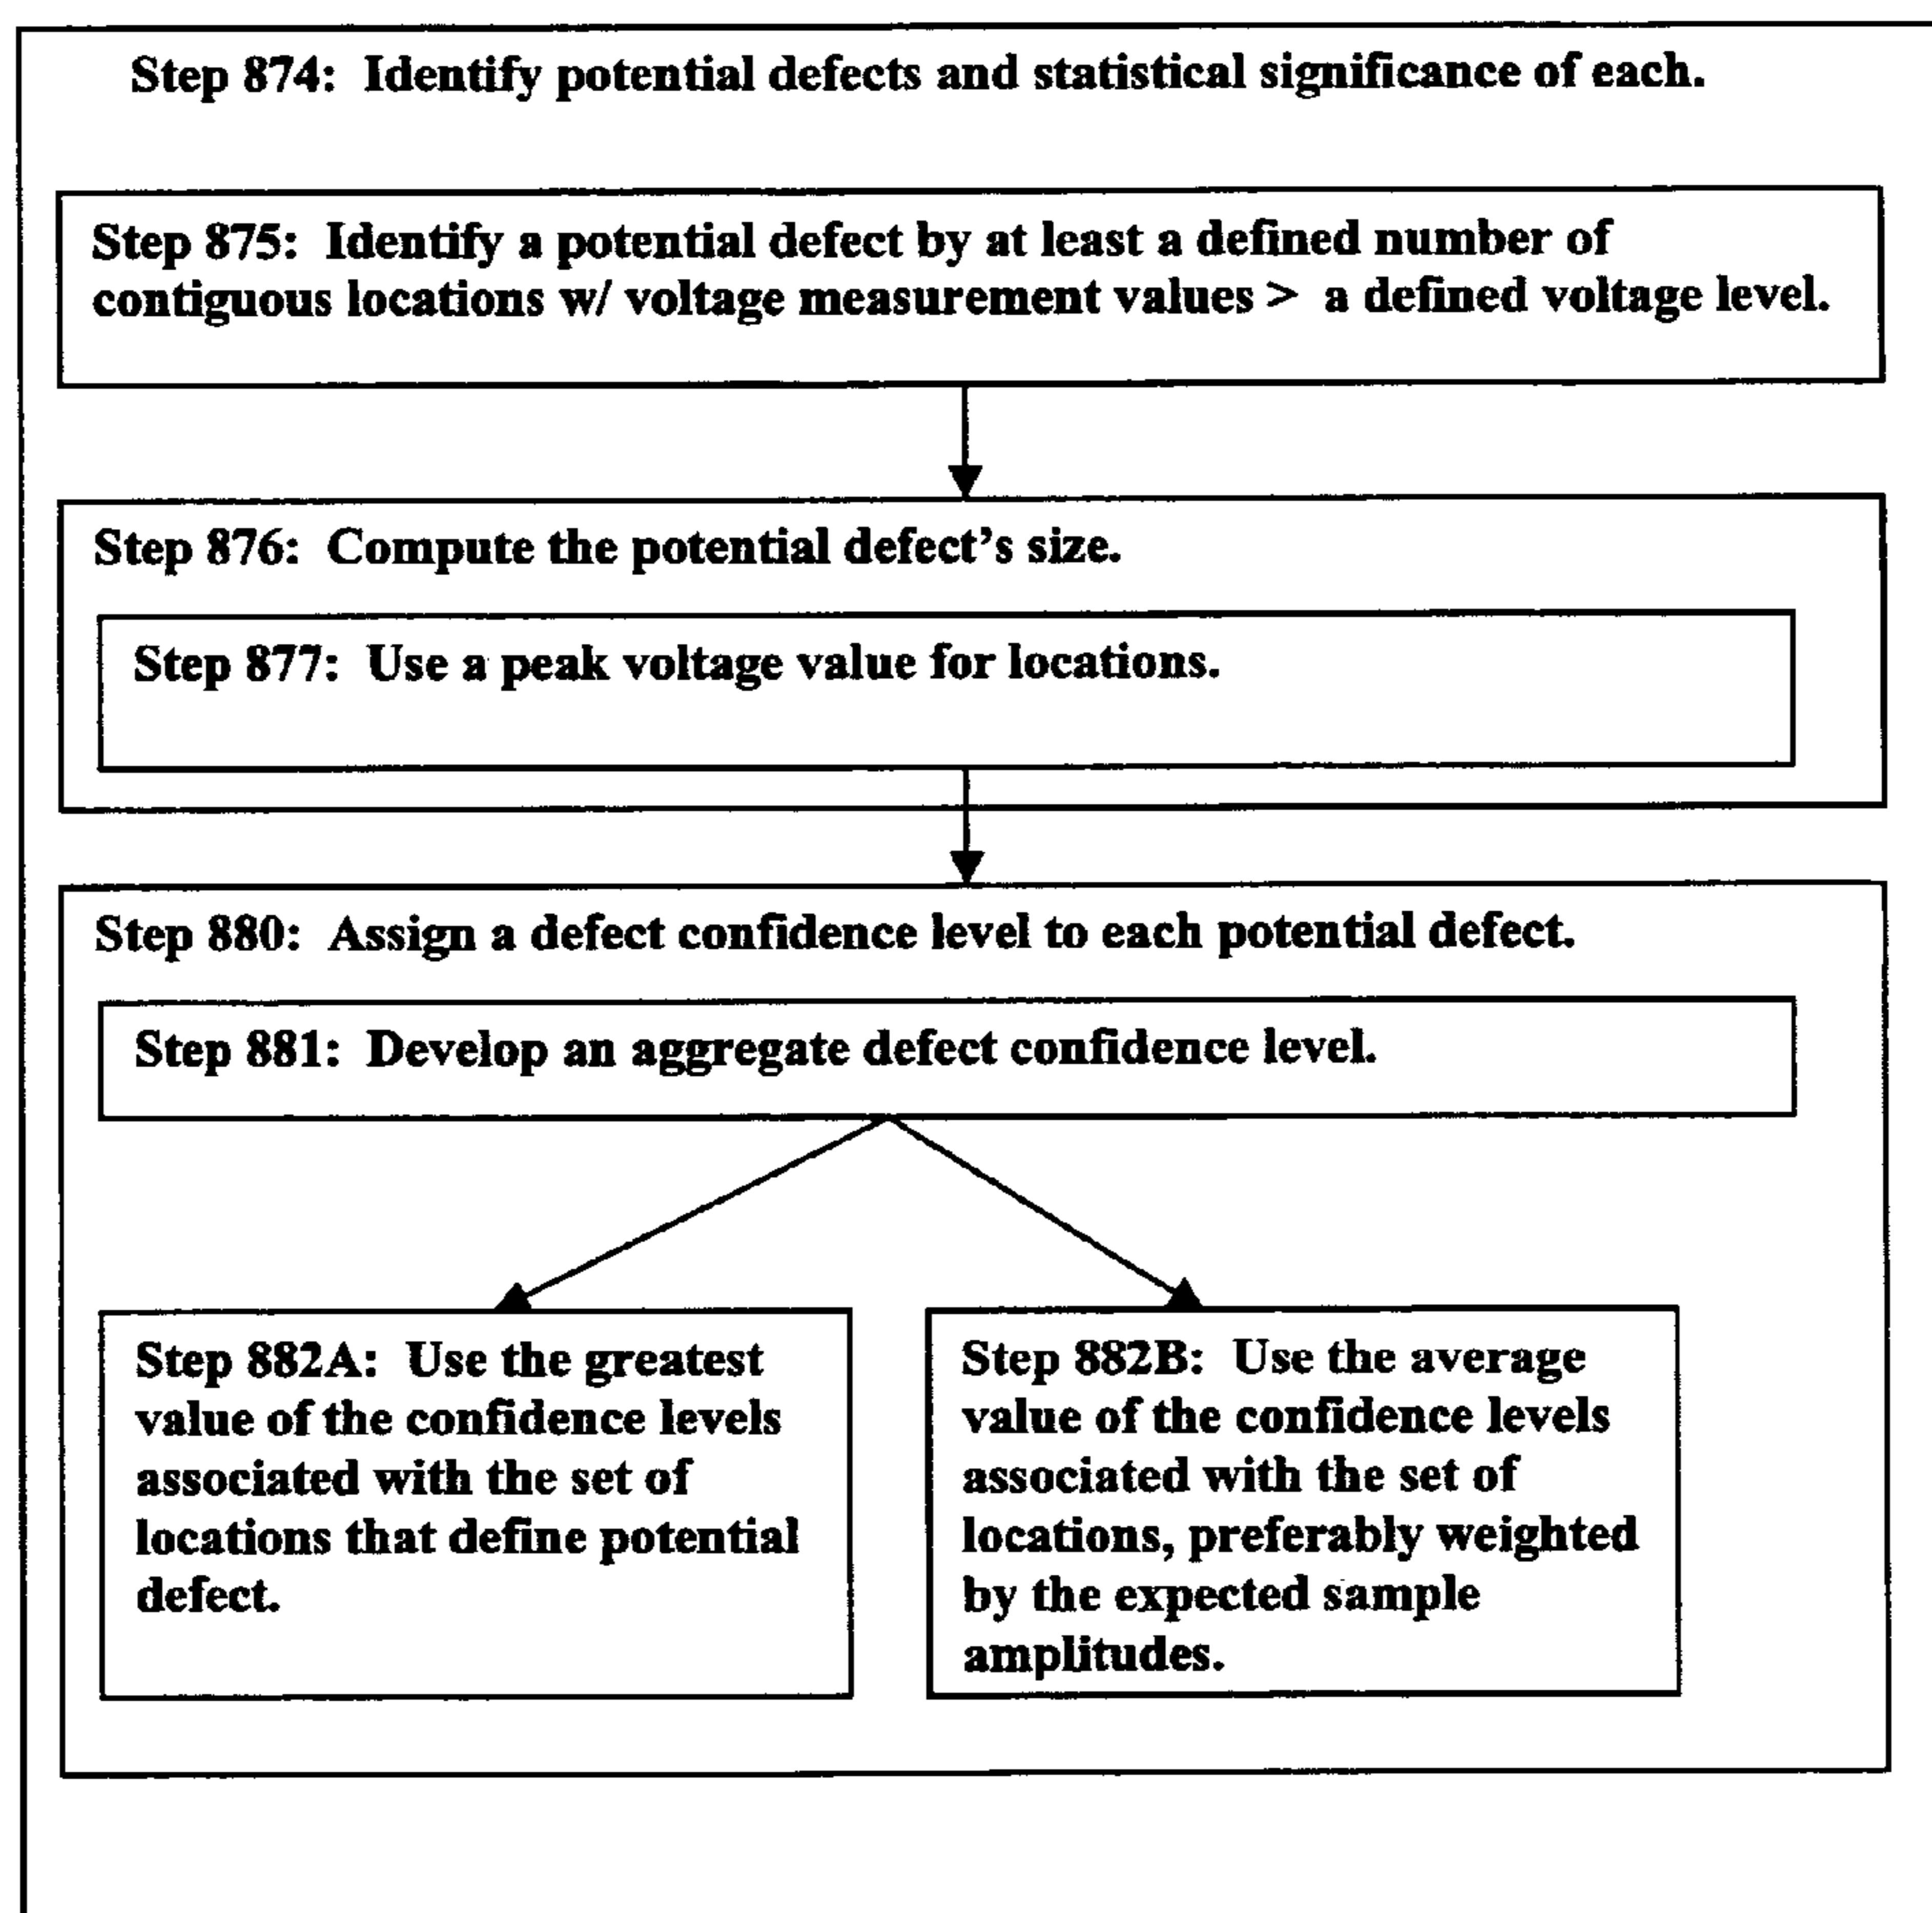 Step 874: Identify potential defects and statistical significance of each.
Step 875: Identify a potential defect by at least a defined number of
contiguous locations w/ voltage measurement values > a defined voltage level.
Step 876: Compute the potential defect's size.
Step 877: Use a peak voltage value for locations.
Step 880: Assign a defect confidence level to each potential defect.
Step 881: Develop an aggregate defect confidence level.
Step 882A: Use the greatest
value of the confidence levels
associated with the set of
locations that define potential
defect.
Step 882B: Use the average
value of the confidence levels
associated with the set of
locations, preferably weighted
by the expected sample
amplitudes.